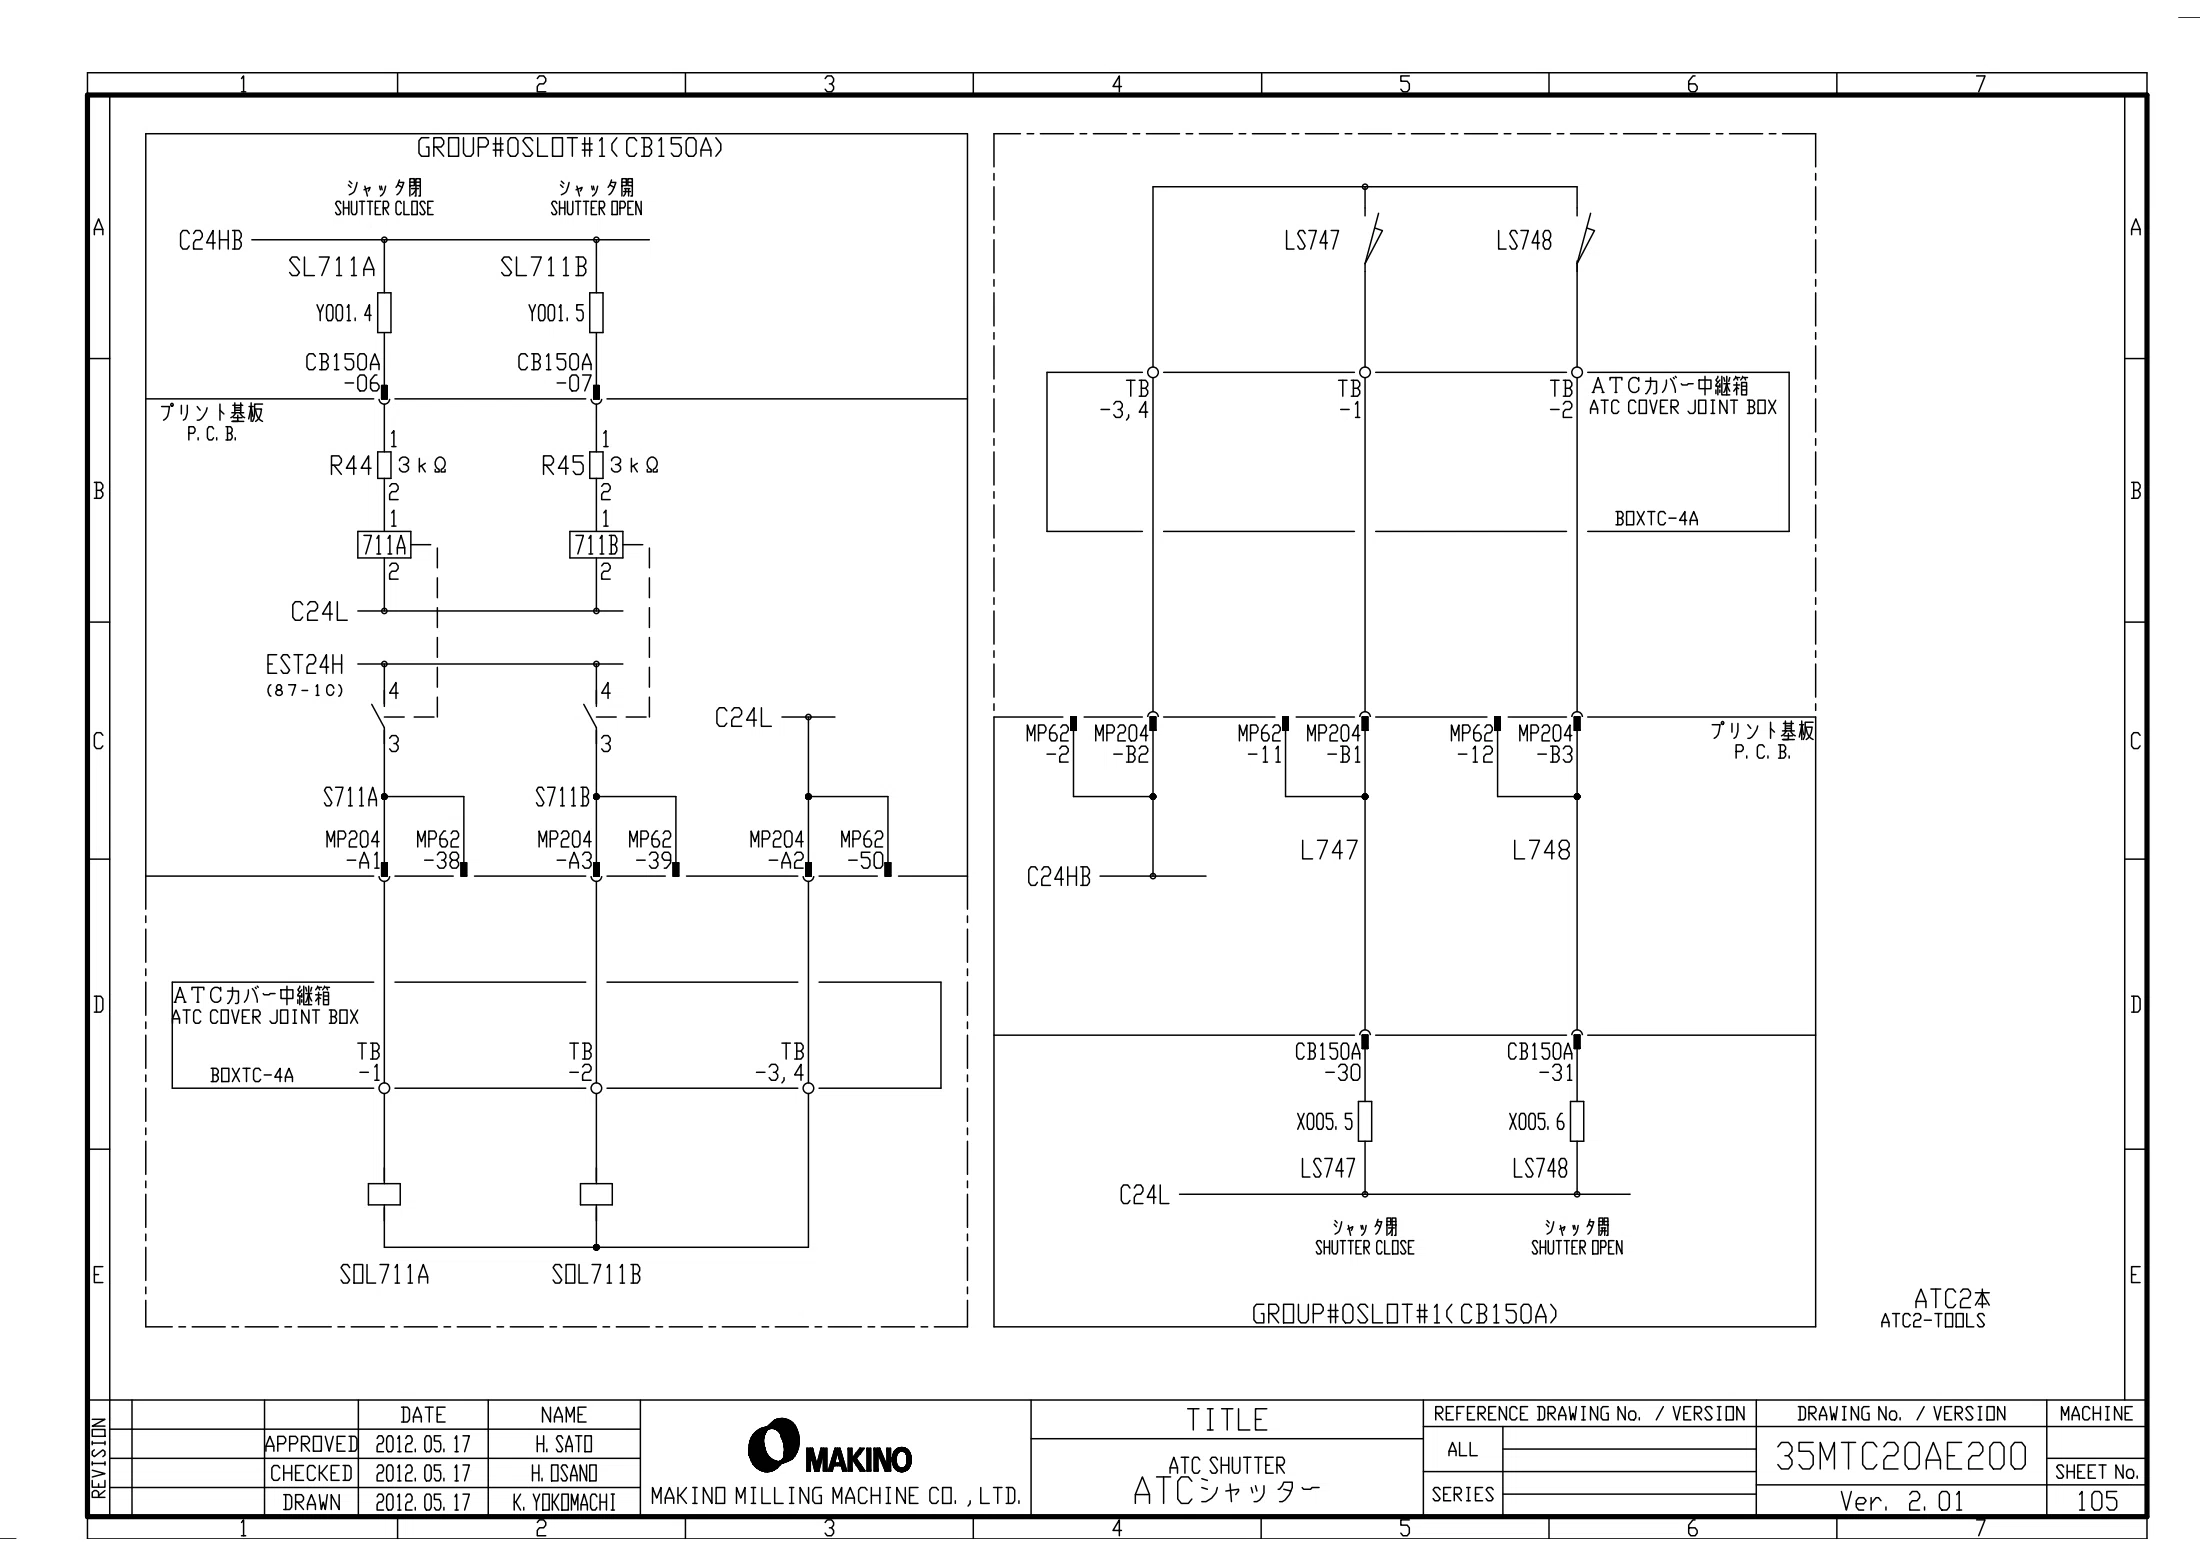 1 2 3 4 5 6 7
A
B
C
D
E
GROUP#0SLOT#1(CB150A)
シャッタ閉 シャッタ開
SHUTTER CLOSE SHUTTER OPEN
C24HB
SL711A SL711B
Y001.4 Y001.5
CB150A CB150A
-06 -07
プリント基板
P.C.B.
1 1
R44 3kΩ R45 3kΩ
2 2
1 1
711A 711B
2 2
C24L
EST24H
(87-1C)
4 4
C24L
3 3
S711A S711B
MP204 MP62 MP204 MP62 MP204 MP62
-A1 -38 -A3 -39 -A2 -50
ATCカバー中継箱
ATC COVER JOINT BOX
TB TB TB
-1 -2 -3,4
BOXTC-4A
SOL711A SOL711B
LS747 LS748
TB TB TB
-3,4 -1 -2
ATCカバー中継箱
ATC COVER JOINT BOX
BOXTC-4A
MP62 MP204 MP62 MP204 MP62 MP204
-2 -B2 -11 -B1 -12 -B3
プリント基板
P.C.B.
L747 L748
C24HB
CB150A CB150A
-30 -31
X005.5 X005.6
LS747 LS748
C24L
シャッタ閉 シャッタ開
SHUTTER CLOSE SHUTTER OPEN
GROUP#0SLOT#1(CB150A)
A
B
C
D
E
ATC2本
ATC2-TOOLS
REVISION
DATE NAME
APPROVED 2012.05.17 H.SATO
CHECKED 2012.05.17 H.OSANO
DRAWN 2012.05.17 K.YOKOMACHI
MAKINO
MAKINO MILLING MACHINE CO.,LTD.
TITLE
ATC SHUTTER
ATCシャッター
REFERENCE DRAWING No. / VERSION
ALL
SERIES
DRAWING No. / VERSION
35MTC20AE200
Ver. 2.01
MACHINE
SHEET No.
105
1 2 3 4 5 6 7